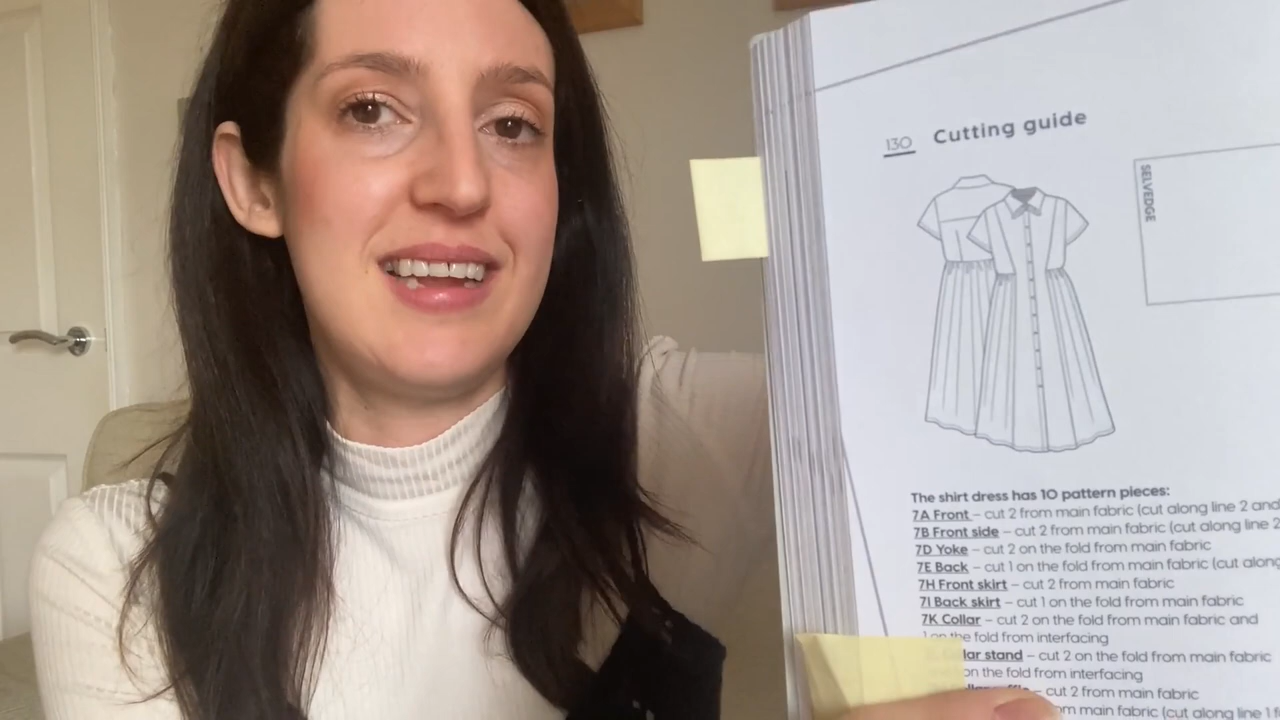 130 Cutting guide
SELVEDGE
The shirt dress has 10 pattern pieces:
7A Front – cut 2 from main fabric (cut along line 2 and
7B Front side – cut 2 from main fabric (cut along line 2
7D Yoke – cut 2 on the fold from main fabric
7E Back – cut 1 on the fold from main fabric (cut along
7H Front skirt – cut 2 from main fabric
7I Back skirt – cut 1 on the fold from main fabric
7K Collar – cut 2 on the fold from main fabric and
1 on the fold from interfacing
lar stand – cut 2 on the fold from main fabric
on the fold from interfacing
– cut 2 from main fabric
om main fabric (cut along line 1 f